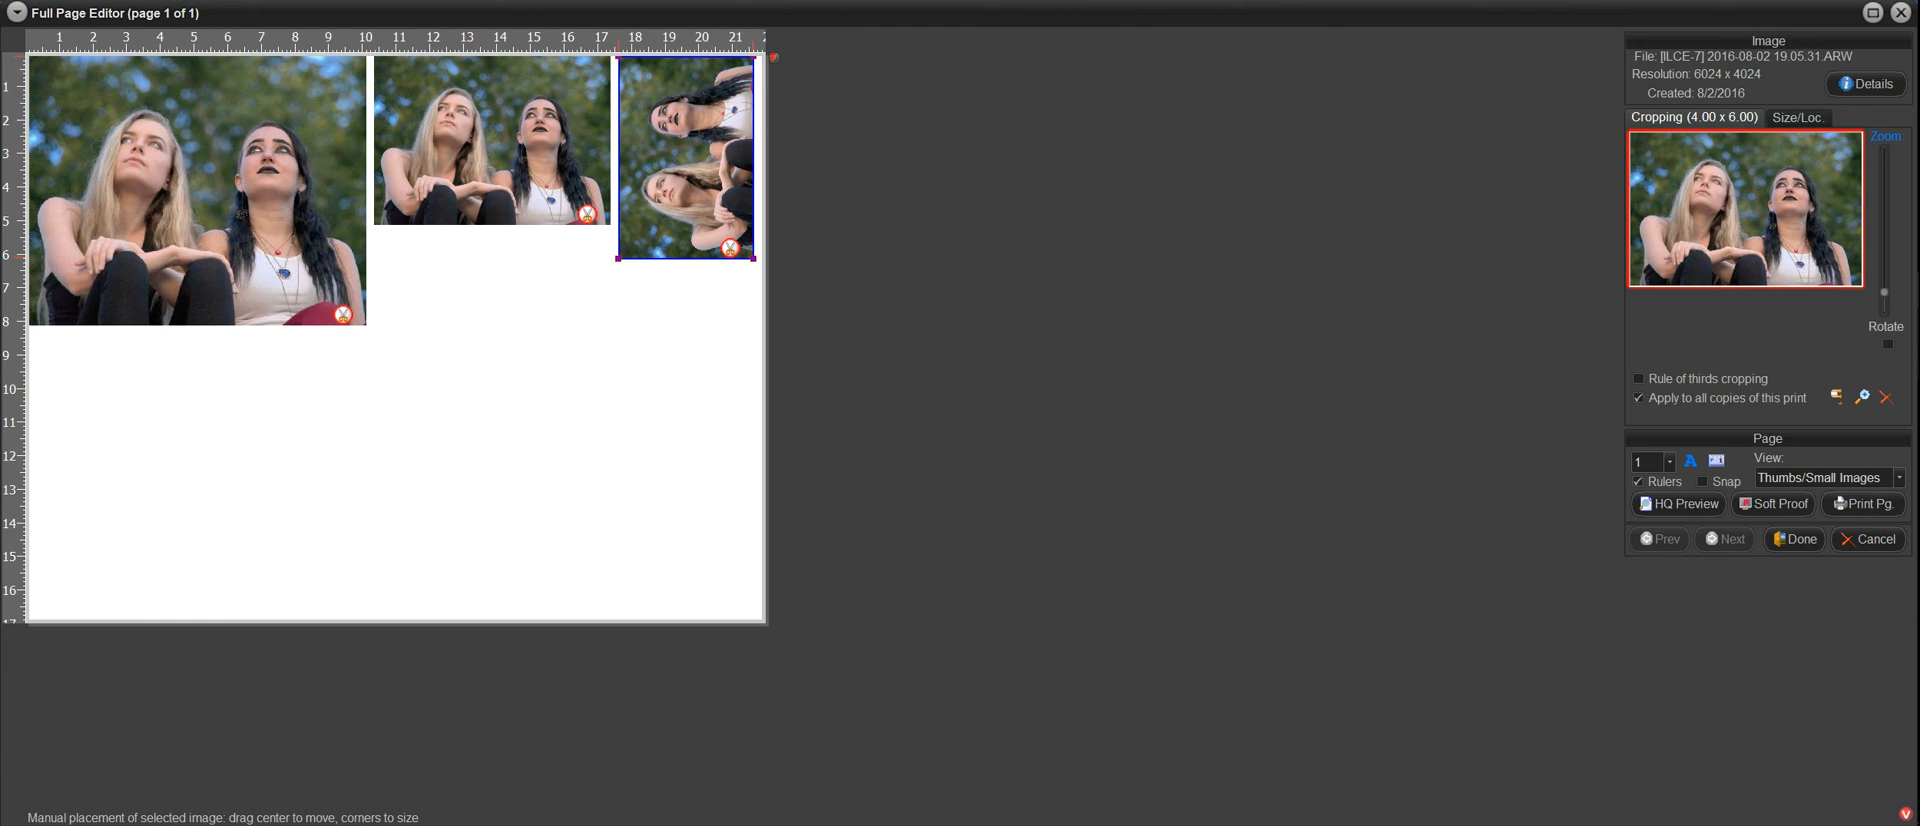 Full Page Editor (page 1 of 1)
1 2 3 4 5 6 7 8 9 10 11 12 13 14 15 16 17 18 19 20 21
1
2
3
4
5
6
7
8
9
10
11
12
13
14
15
16
17
Image
File: [ILCE-7] 2016-08-02 19.05.31.ARW
Resolution: 6024 x 4024
Created: 8/2/2016
Details
Cropping (4.00 x 6.00) Size/Loc.
Zoom:
Rotate
Rule of thirds cropping
Apply to all copies of this print
Page
1 A View:
Thumbs/Small Images
Rulers Snap
HQ Preview Soft Proof Print Pg.
Prev Next Done Cancel
Manual placement of selected image: drag center to move, corners to size
V